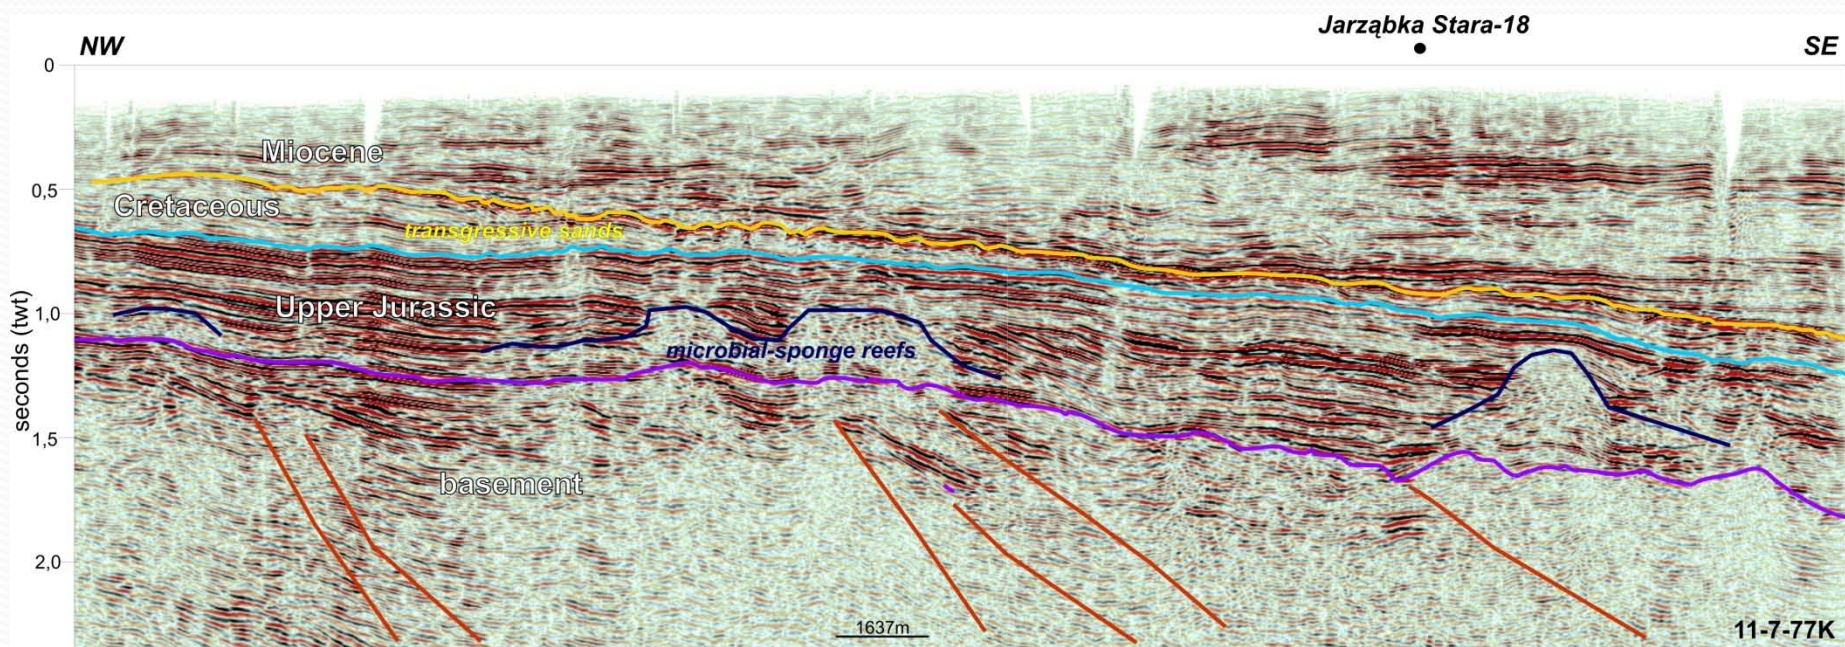 Jarząbka Stara-18
NW
SE
0
Miocene
0,5
Cretaceous
transgressive sands
seconds (twt)
1,0
Upper Jurassic
microbial-sponge reefs
1,5
basement
2,0
1637m
11-7-77K